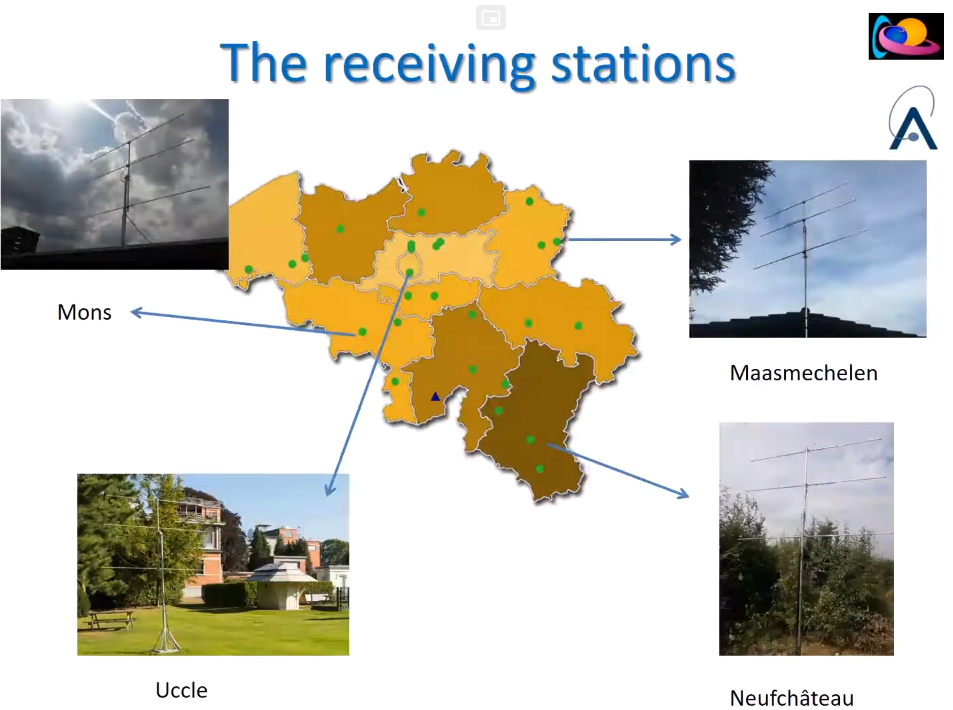 The receiving stations
Mons
Maasmechelen
Uccle
Neufchâteau